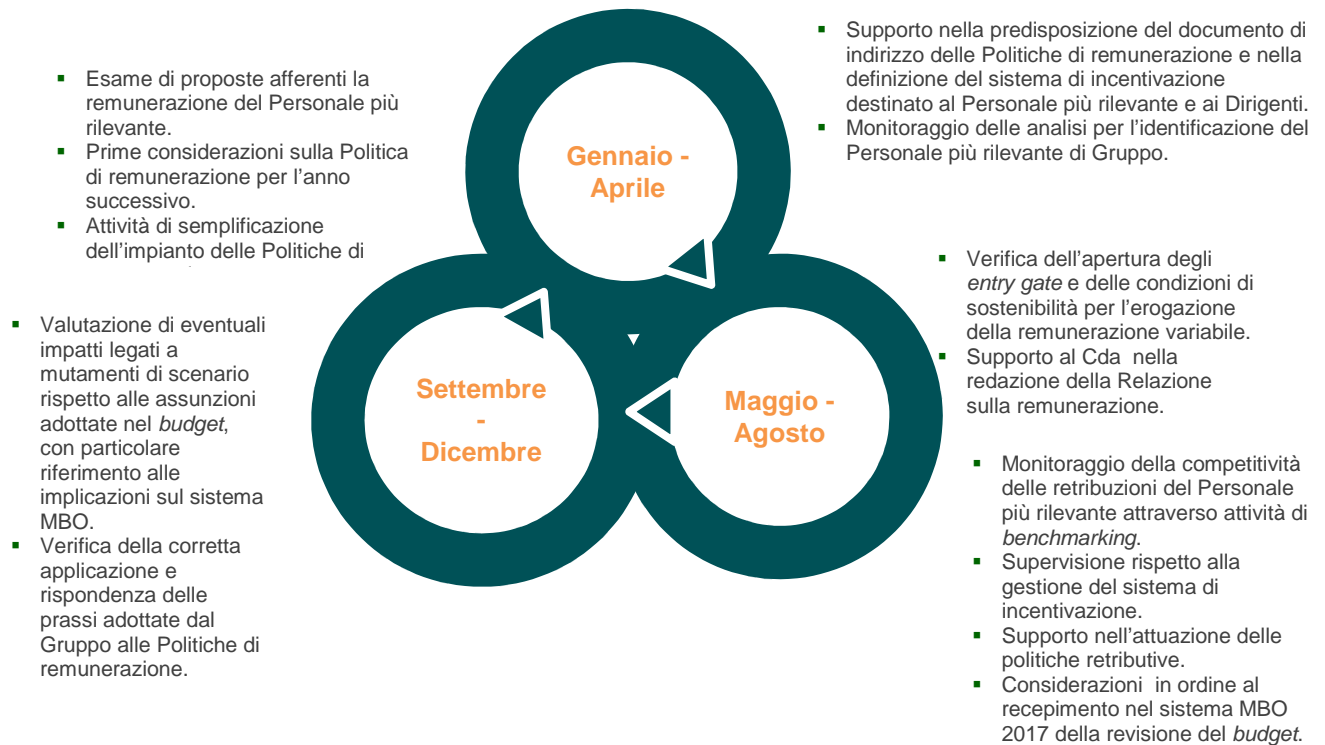 ▪ Supporto nella predisposizione del documento di
indirizzo delle Politiche di remunerazione e nella
definizione del sistema di incentivazione
destinato al Personale più rilevante e ai Dirigenti.
▪ Monitoraggio delle analisi per l'identificazione del
Personale più rilevante di Gruppo.
▪ Esame di proposte afferenti la
remunerazione del Personale più
rilevante.
▪ Prime considerazioni sulla Politica
di remunerazione per l'anno
successivo.
▪ Attività di semplificazione
dell'impianto delle Politiche di
Gennaio -
Aprile
▪ Verifica dell'apertura degli
entry gate e delle condizioni di
sostenibilità per l'erogazione
della remunerazione variabile.
▪ Supporto al Cda nella
redazione della Relazione
sulla remunerazione.
▪ Valutazione di eventuali
impatti legati a
mutamenti di scenario
rispetto alle assunzioni
adottate nel budget,
con particolare
riferimento alle
implicazioni sul sistema
MBO.
▪ Verifica della corretta
applicazione e
rispondenza delle
prassi adottate dal
Gruppo alle Politiche di
remunerazione.
Settembre
-
Dicembre
Maggio -
Agosto
▪ Monitoraggio della competitività
delle retribuzioni del Personale
più rilevante attraverso attività di
benchmarking.
▪ Supervisione rispetto alla
gestione del sistema di
incentivazione.
▪ Supporto nell'attuazione delle
politiche retributive.
▪ Considerazioni in ordine al
recepimento nel sistema MBO
2017 della revisione del budget.